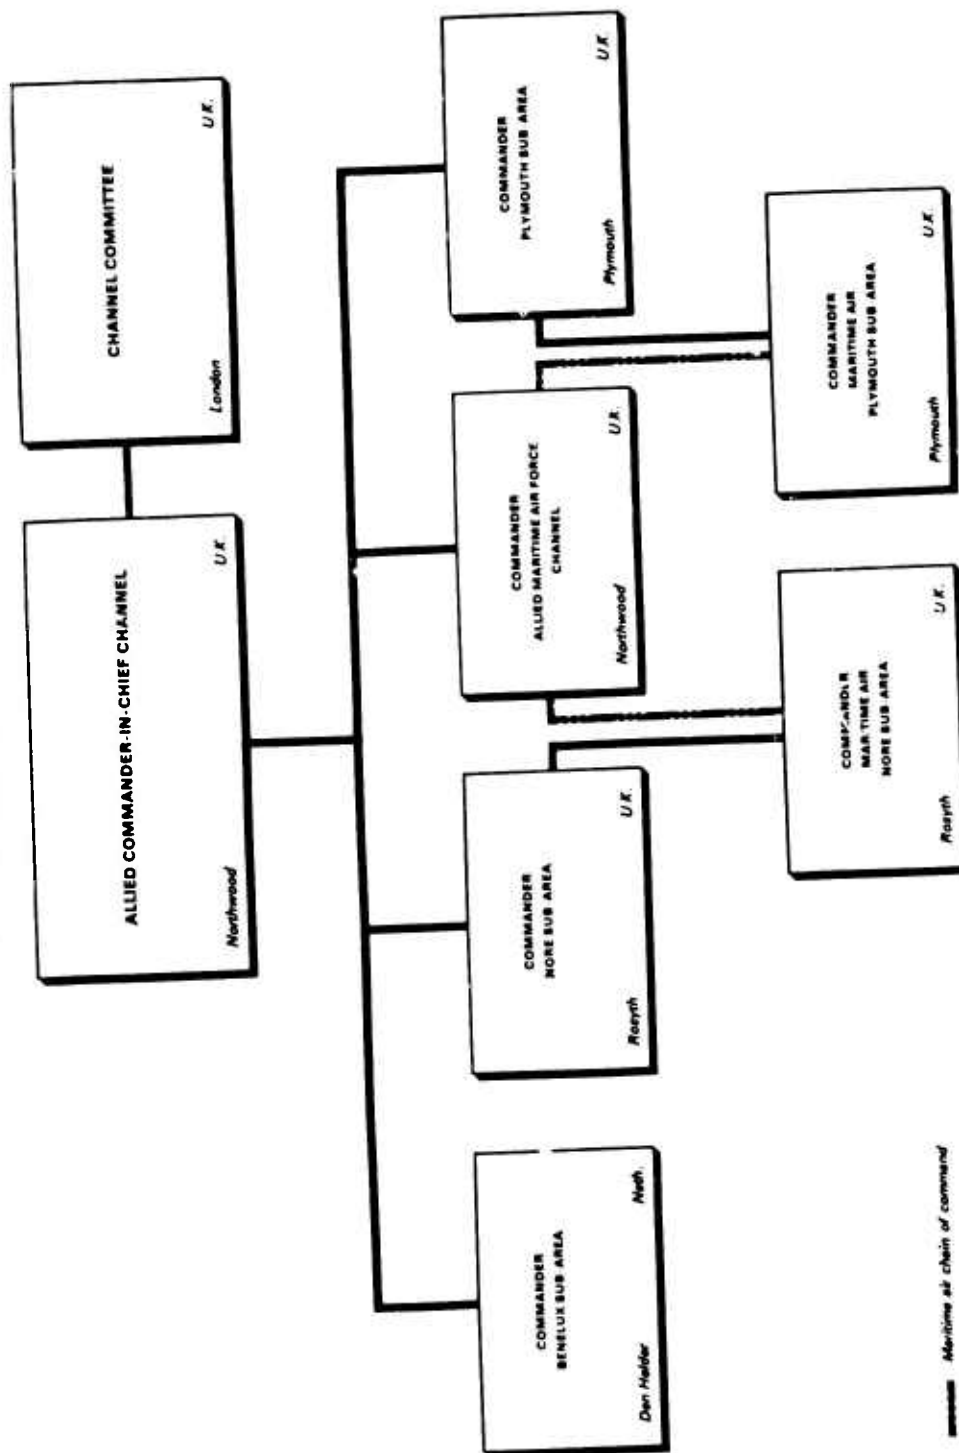 ALLIED COMMANDER-IN-CHIEF CHANNEL
Northwood
U.K
CHANNEL COMMITTEE
London
U.K.
COMMANDER
BENELUX SUB AREA
Den Helder
Neth.
COMMANDER
NORE SUB AREA
Rosyth
U.K.
COMMANDER
ALLIED MARITIME AIR FORCE
CHANNEL
Northwood
U.K.
COMMANDER
PLYMOUTH SUB AREA
Plymouth
U.K.
COMMANDER
MARITIME AIR
NORE SUB AREA
Rosyth
U.K.
COMMANDER
MARITIME AIR
PLYMOUTH SUB AREA
Plymouth
U.K.
Maritime air chain of command